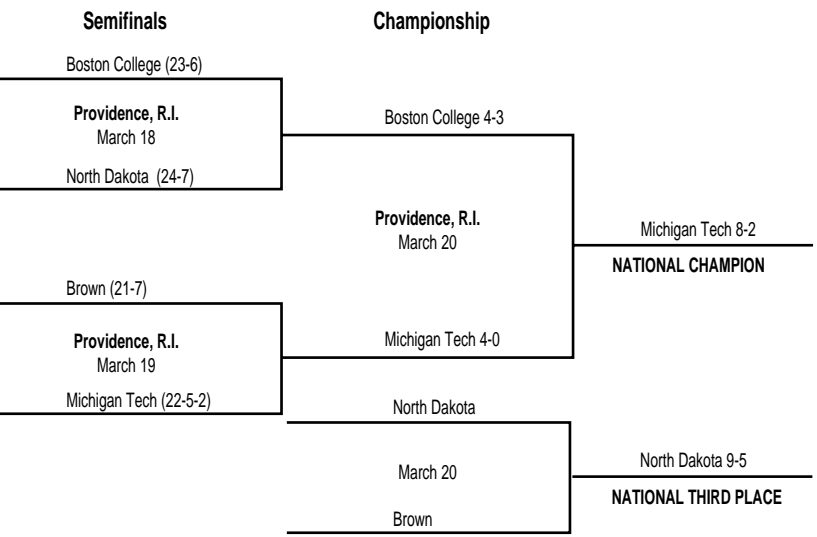 Semifinals
Championship
Boston College (23-6)
Providence, R.I.
March 18
North Dakota (24-7)
Boston College 4-3
Providence, R.I.
March 20
Michigan Tech 8-2
NATIONAL CHAMPION
Brown (21-7)
Providence, R.I.
March 19
Michigan Tech (22-5-2)
Michigan Tech 4-0
North Dakota
March 20
Brown
North Dakota 9-5
NATIONAL THIRD PLACE